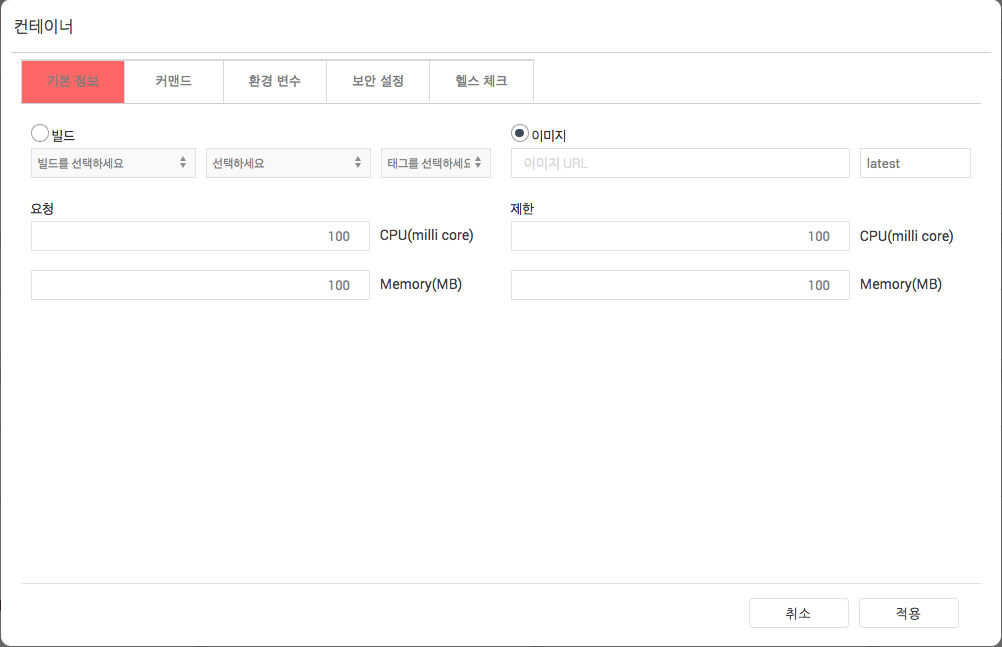 컨테이너
기본 정보 커맨드 환경 변수 보안 설정 헬스 체크
빌드 이미지
빌드를 선택하세요 선택하세요 태그를 선택하세요 이미지 URL latest
요청 제한
100 CPU(milli core) 100 CPU(milli core)
100 Memory(MB) 100 Memory(MB)
취소 적용